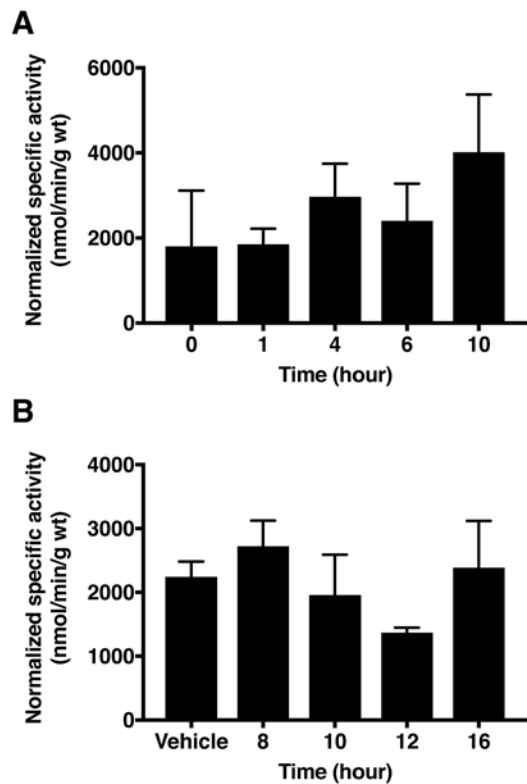 A
Normalized specific activity
(nmol/min/g wt)
6000
4000
2000
0
0 1 4 6 10
Time (hour)
B
Normalized specific activity
(nmol/min/g wt)
4000
3000
2000
1000
0
Vehicle 8 10 12 16
Time (hour)